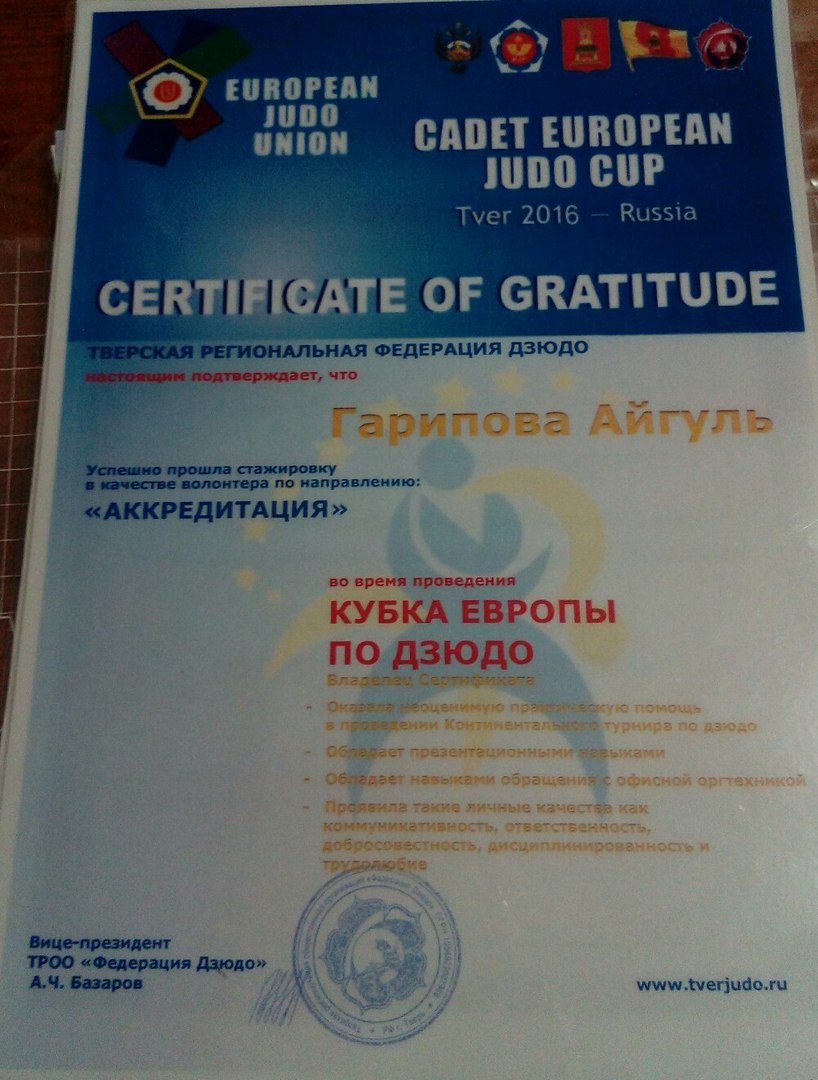 EUROPEAN
JUDO
UNION
CADET EUROPEAN
JUDO CUP
Tver 2016 — Russia
CERTIFICATE OF GRATITUDE
ТВЕРСКАЯ РЕГИОНАЛЬНАЯ ФЕДЕРАЦИЯ ДЗЮДО
настоящим подтверждает, что
Гарипова Айгуль
Успешно прошла стажировку
в качестве волонтера по направлению:
«АККРЕДИТАЦИЯ»
во время проведения
КУБКА ЕВРОПЫ
ПО ДЗЮДО
Владелец Сертификата
- Оказала неоценимую практическую помощь
в проведении Континентального турнира по дзюдо
- Обладает презентационными навыками
- Обладает навыками обращения с офисной оргтехникой
- Проявила такие личные качества как
коммуникативность, ответственность,
добросовестность, дисциплинированность и
трудолюбие
Вице-президент
ТРОО «Федерация Дзюдо»
А.Ч. Базаров
www.tverjudo.ru